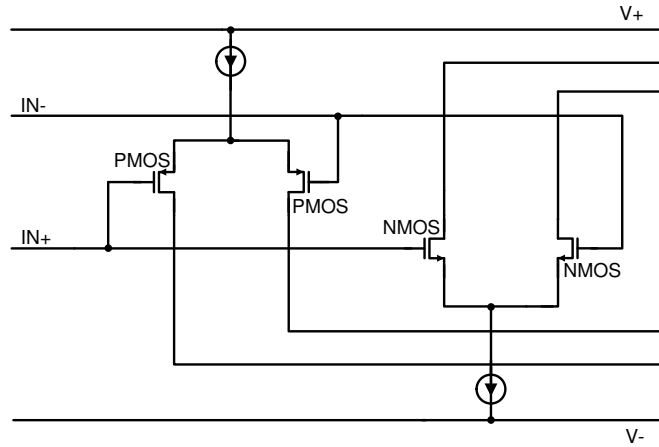 V+
IN-
PMOS
PMOS
NMOS
IN+
NMOS
V-